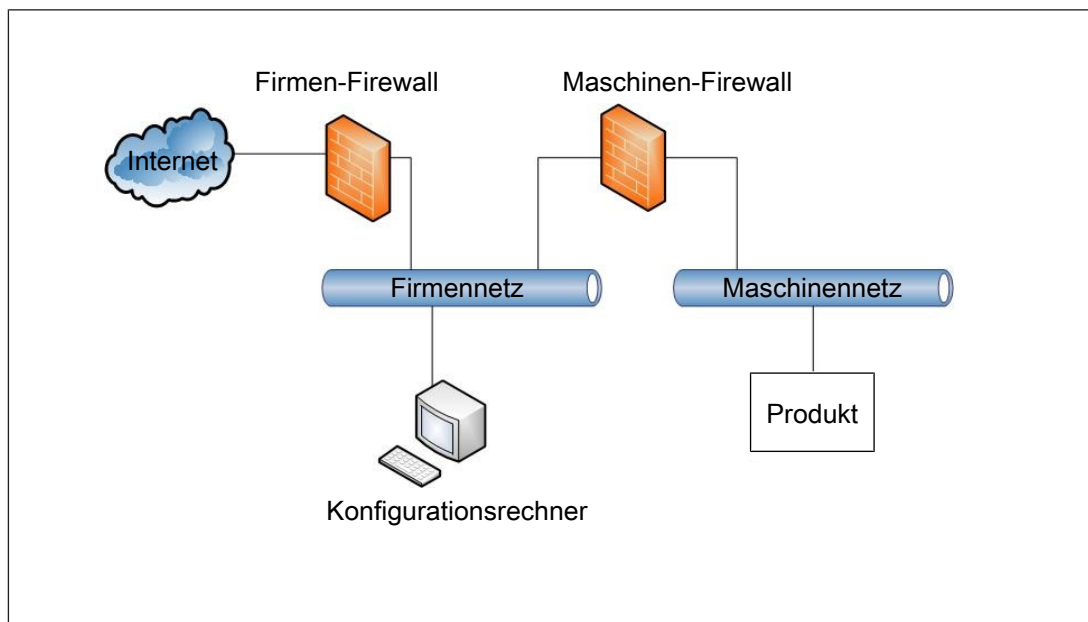 Firmen-Firewall
Maschinen-Firewall
Internet
Firmennetz
Maschinennetz
Produkt
Konfigurationsrechner